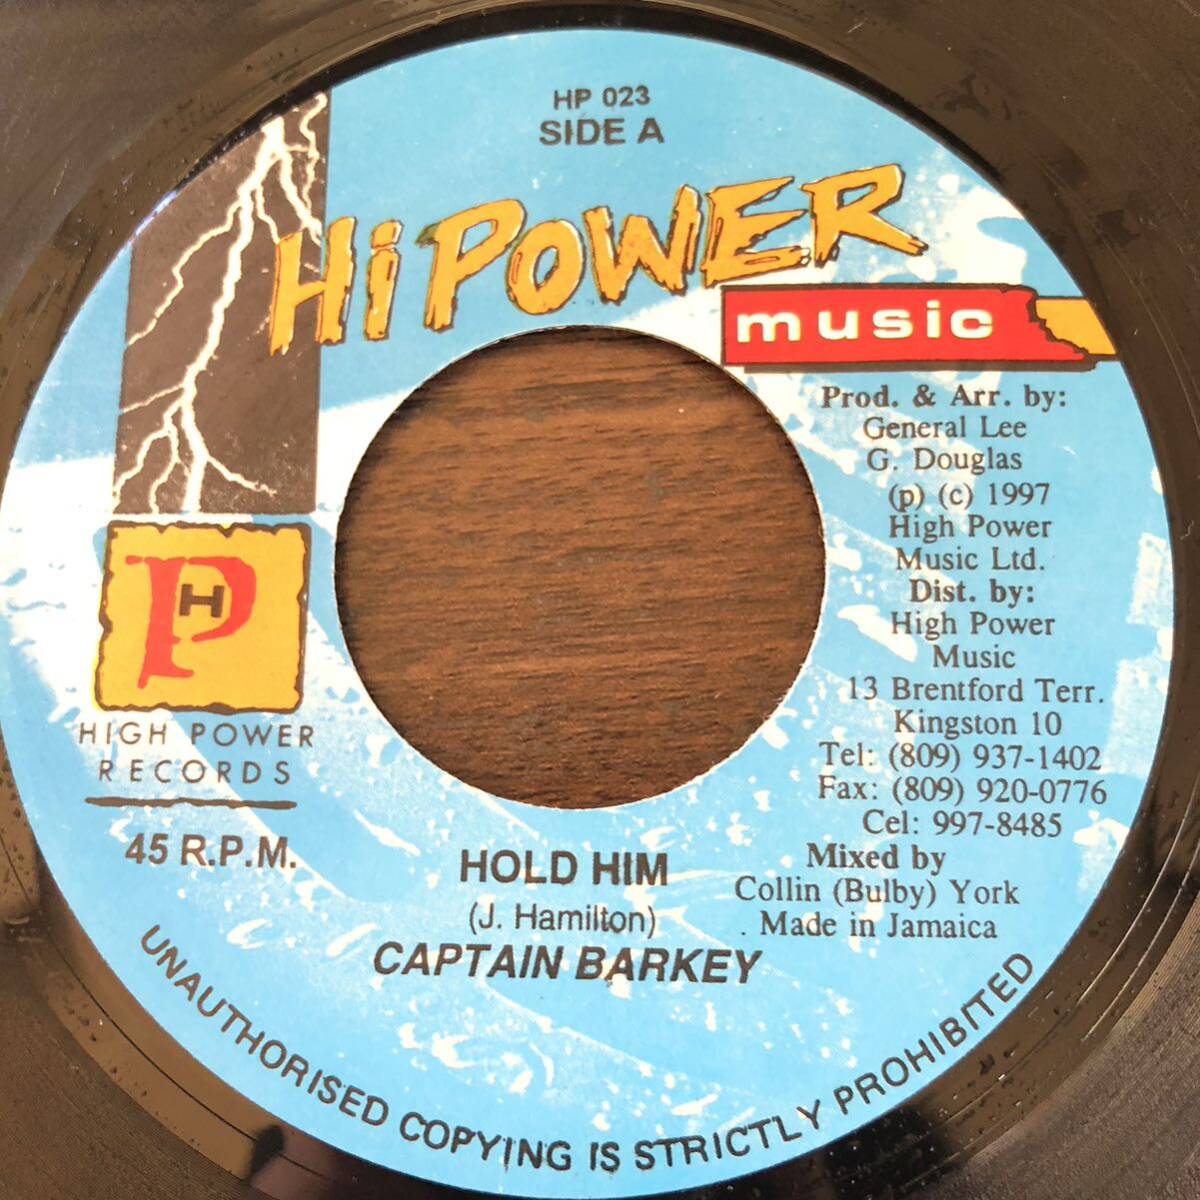 HP 023
SIDE A
Hi POWER
music
Prod. & Arr. by:
General Lee
G. Douglas
(p) (c) 1997
High Power
Music Ltd.
Dist. by:
High Power
Music
13 Brentford Terr.
Kingston 10
Tel: (809) 937-1402
Fax: (809) 920-0776
Cel: 997-8485
Mixed by
Collin (Bulby) York
. Made in Jamaica
PH
HIGH POWER
RECORDS
45 R.P.M.
HOLD HIM
(J. Hamilton)
CAPTAIN BARKEY
UNAUTHORISED COPYING IS STRICTLY PROHIBITED